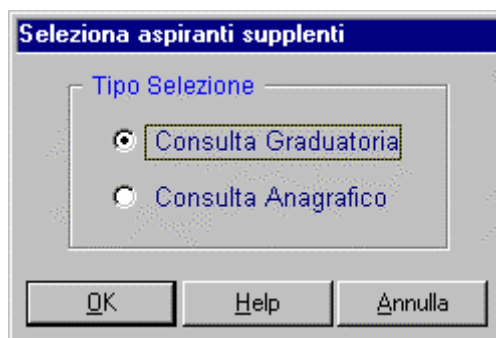 Seleziona aspiranti supplenti
Tipo Selezione
Consulta Graduatoria
Consulta Anagrafico
OK Help Annulla